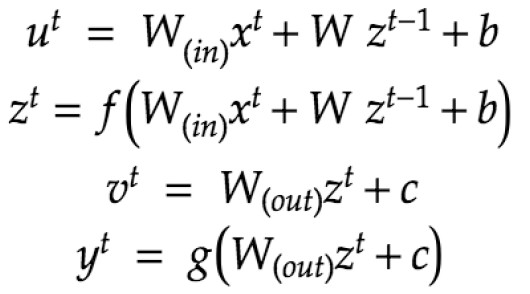 u^t = W_(in) x^t + W z^{t−1} + b
z^t = f(W_(in) x^t + W z^{t−1} + b)
v^t = W_(out) z^t + c
y^t = g(W_(out) z^t + c)